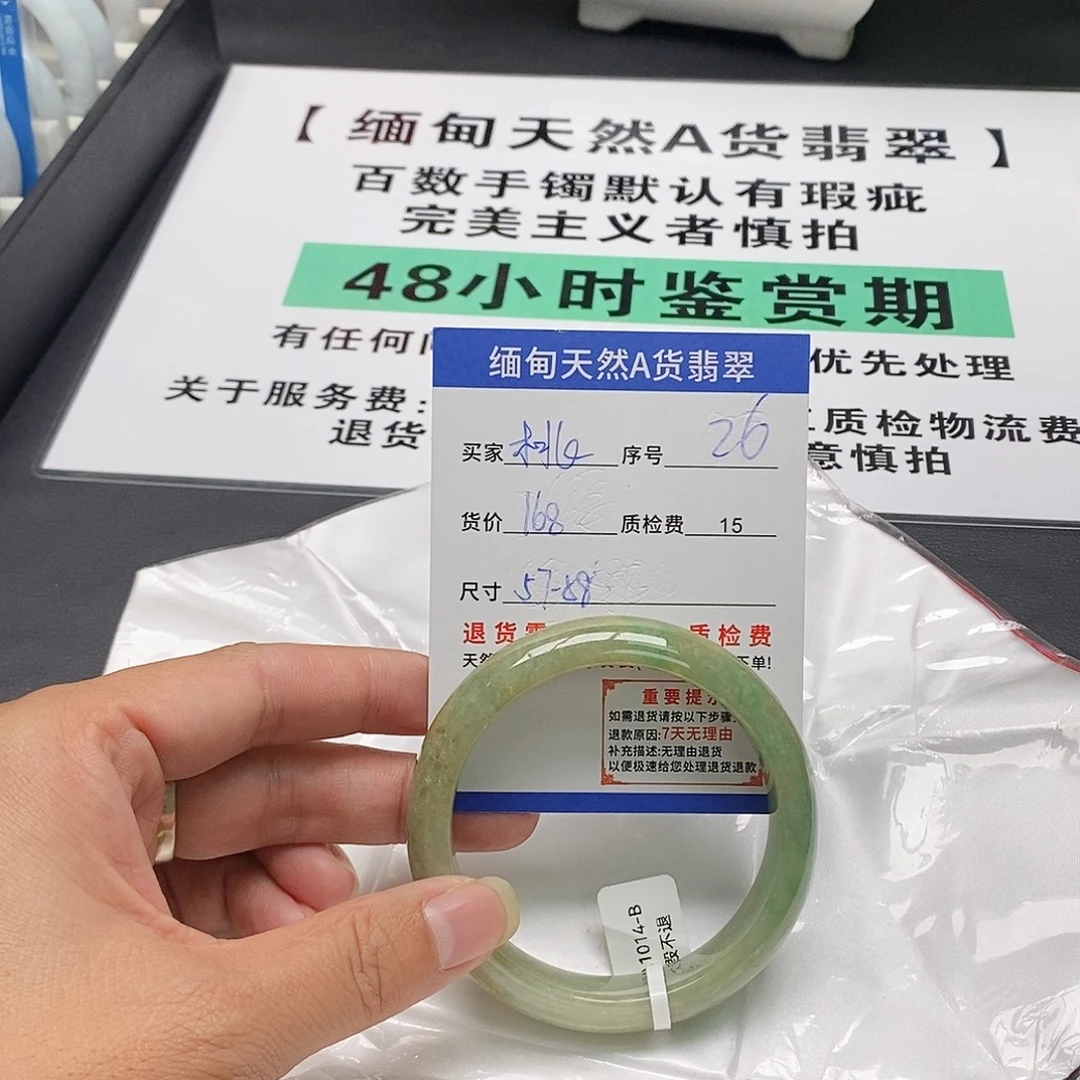 【缅甸天然A货翡翠】
百数手镯默认有瑕疵
完美主义者慎拍
48小时鉴赏期
有任何 优先处理
关于服务费： 质检物流费
退货 意慎拍
缅甸天然A货翡翠
买家 序号 26
货价 168 质检费 15
尺寸 57-58
退货需 质检费
天然 下单!
重要提示
如需退货请按以下步骤
退款原因:7天无理由
补充描述:无理由退货
以便极速给您处理退货退款
1014-B
毁不退